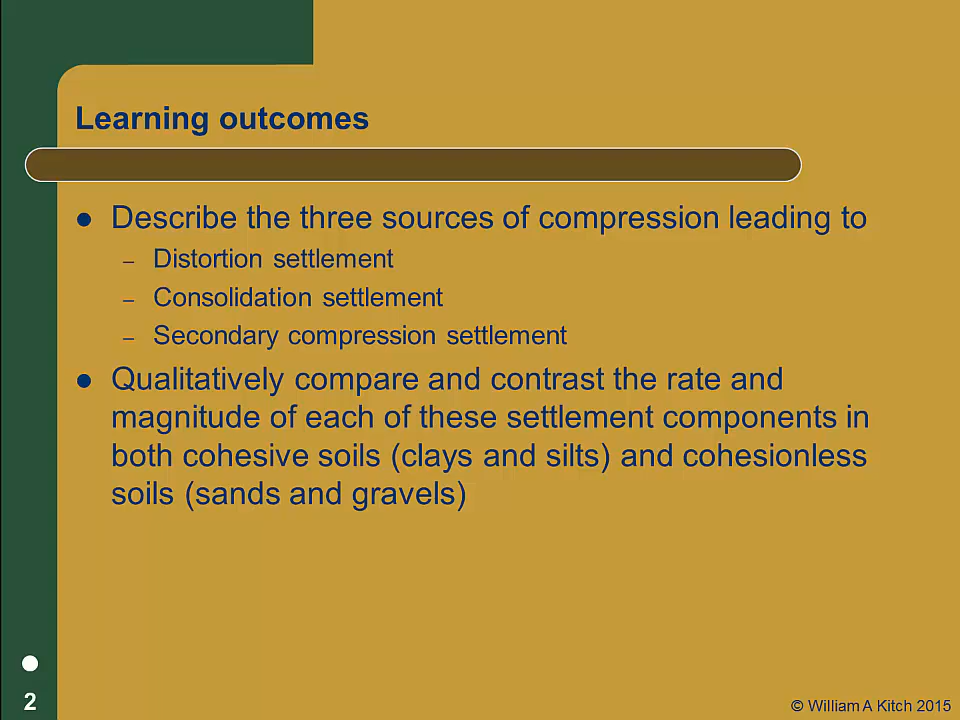 Learning outcomes
● Describe the three sources of compression leading to
– Distortion settlement
– Consolidation settlement
– Secondary compression settlement
● Qualitatively compare and contrast the rate and
magnitude of each of these settlement components in
both cohesive soils (clays and silts) and cohesionless
soils (sands and gravels)
2
© William A Kitch 2015